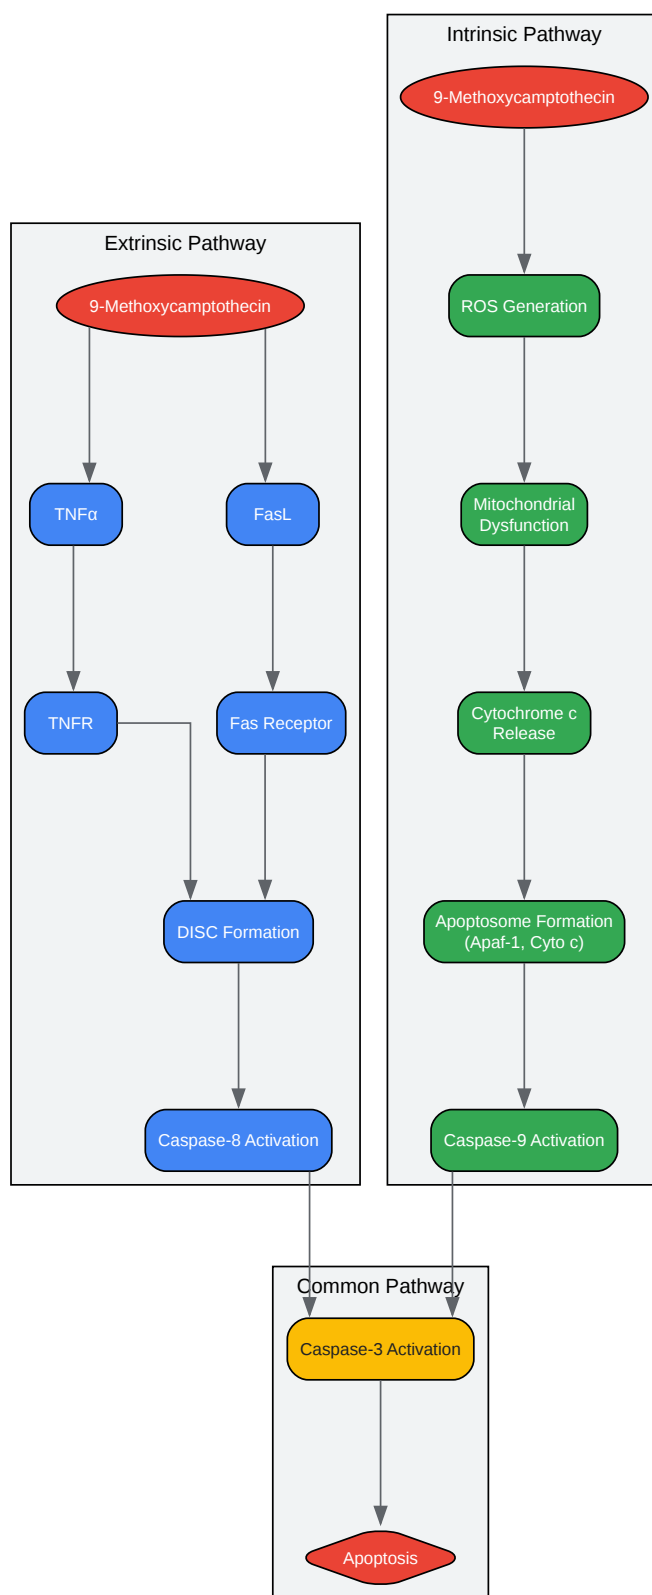 Intrinsic Pathway
9-Methoxycamptothecin
Extrinsic Pathway
9-Methoxycamptothecin
ROS Generation
TNFα
FasL
Mitochondrial
Dysfunction
TNFR
Fas Receptor
Cytochrome c
Release
DISC Formation
Apoptosome Formation
(Apaf-1, Cyto c)
Caspase-8 Activation
Caspase-9 Activation
Common Pathway
Caspase-3 Activation
Apoptosis